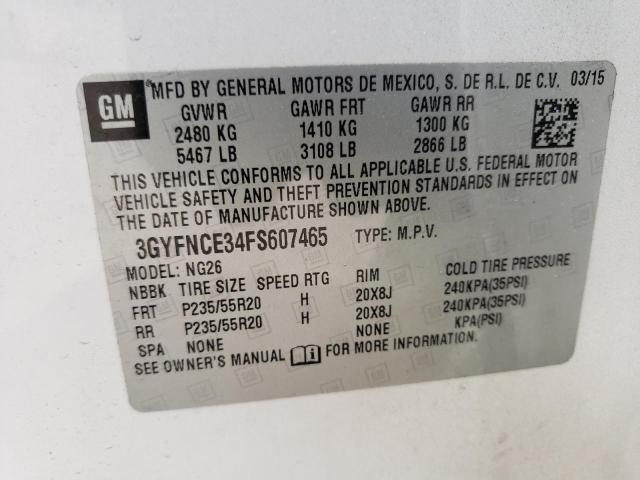 GM
*MFD BY GENERAL MOTORS DE MEXICO, S. DE R.L. DE C.V. 03/15
GVWR GAWR FRT GAWR RR
2480 KG 1410 KG 1300 KG
5467 LB 3108 LB 2866 LB
THIS VEHICLE CONFORMS TO ALL APPLICABLE U.S. FEDERAL MOTOR
VEHICLE SAFETY AND THEFT PREVENTION STANDARDS IN EFFECT ON
THE DATE OF MANUFACTURE SHOWN ABOVE.
3GYFNCE34FS607465 TYPE: M.P.V.
MODEL: NG26
NBBK TIRE SIZE SPEED RTG RIM COLD TIRE PRESSURE
FRT P235/55R20 H 20X8J 240KPA(35PSI)
RR P235/55R20 H 20X8J 240KPA(35PSI)
SPA NONE NONE KPA(PSI)
SEE OWNER'S MANUAL FOR MORE INFORMATION.